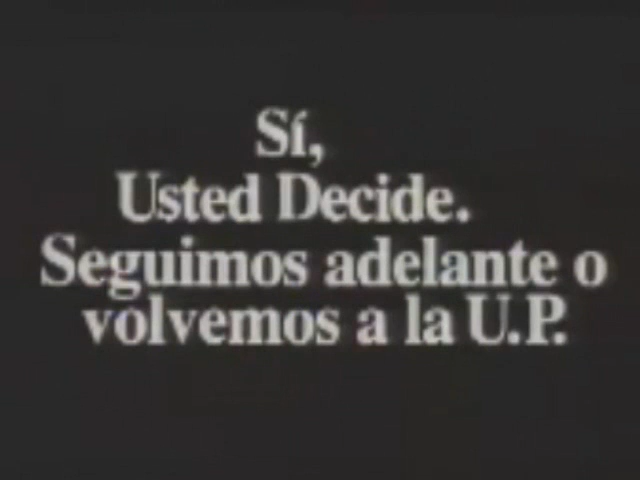 Sí,
Usted Decide.
Seguimos adelante o
volvemos a la U.P.